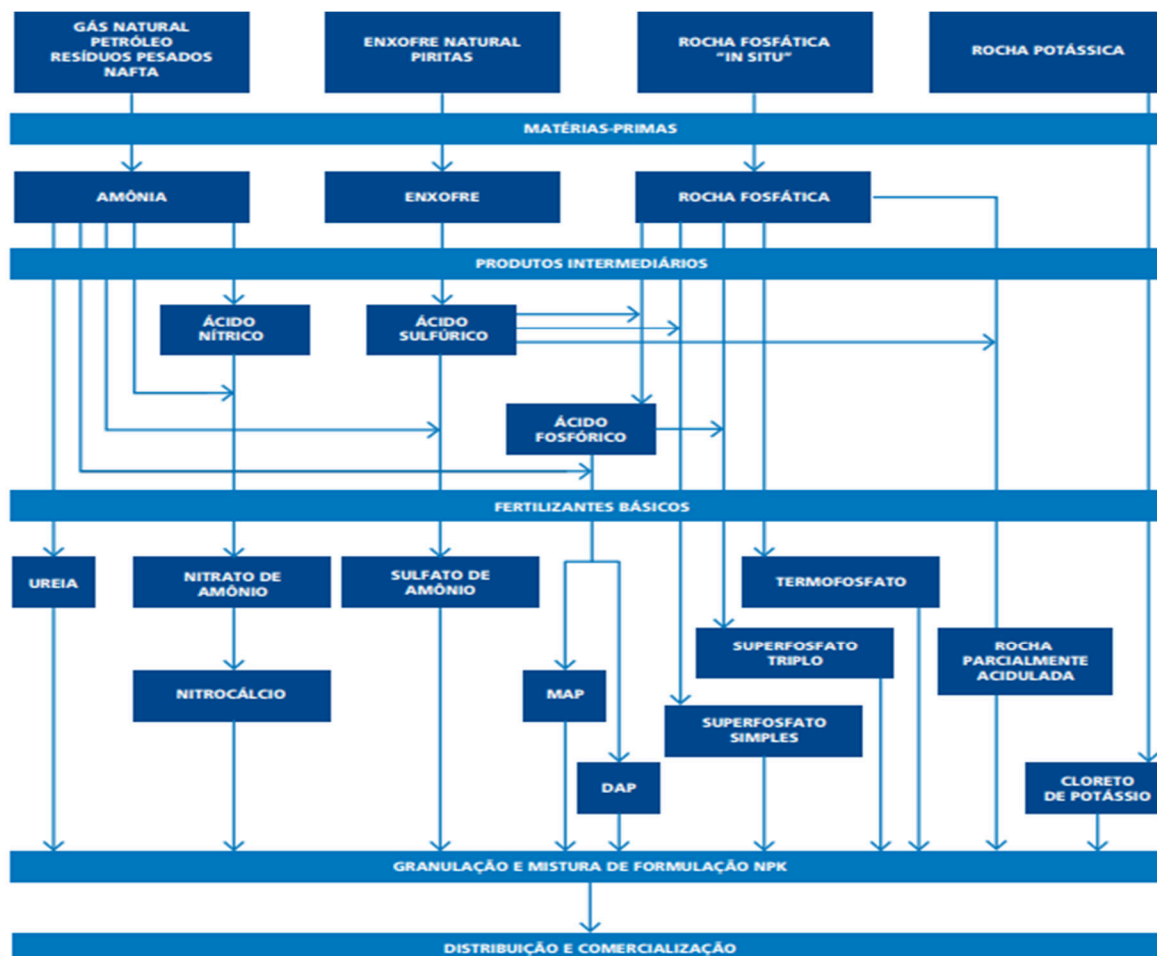 GÁS NATURAL
PETRÓLEO
RESÍDUOS PESADOS
NAFTA
ENXOFRE NATURAL
PIRITAS
ROCHA FOSFÁTICA
“IN SITU”
ROCHA POTÁSSICA
MATÉRIAS-PRIMAS
AMÔNIA
ENXOFRE
ROCHA FOSFÁTICA
PRODUTOS INTERMEDIÁRIOS
ÁCIDO
NÍTRICO
ÁCIDO
SULFÚRICO
ÁCIDO
FOSFÓRICO
FERTILIZANTES BÁSICOS
UREIA
NITRATO DE
AMÔNIO
SULFATO DE
AMÔNIO
TERMOFOSFATO
SUPERFOSFATO
TRIPLO
ROCHA
PARCIALMENTE
ACIDULADA
NITROCÁLCIO
MAP
SUPERFOSFATO
SIMPLES
DAP
CLORETO
DE POTÁSSIO
GRANULAÇÃO E MISTURA DE FORMULAÇÃO NPK
DISTRIBUIÇÃO E COMERCIALIZAÇÃO